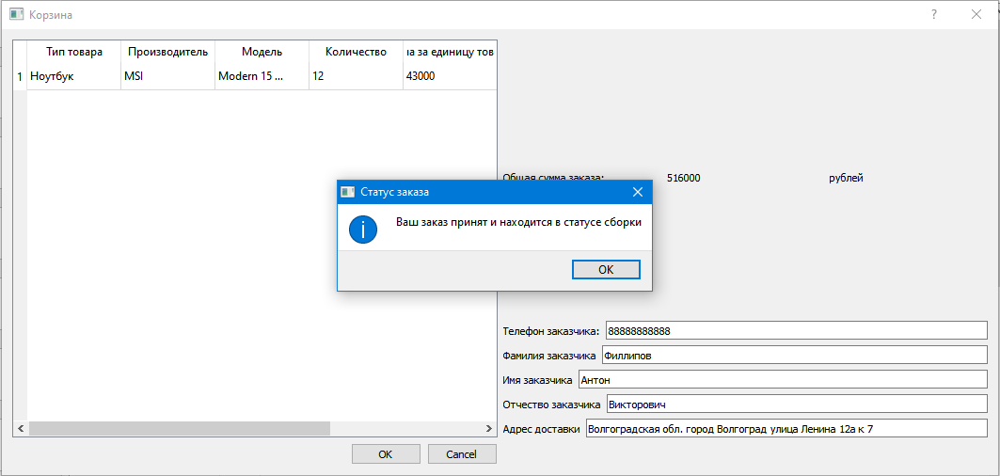 Корзина
?
Тип товара Производитель Модель Количество на за единицу тов
1 Ноутбук MSI Modern 15 ... 12 43000
Общая сумма заказа: 516000 рублей
Статус заказа
Ваш заказ принят и находится в статусе сборки
OK
Телефон заказчика: 88888888888
Фамилия заказчика Филлипов
Имя заказчика Антон
Отчество заказчика Викторович
Адрес доставки Волгоградская обл. город Волгоград улица Ленина 12а к 7
OK Cancel